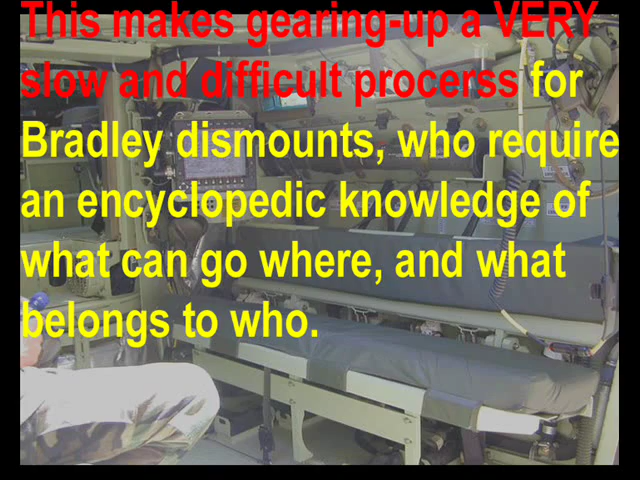 This makes gearing-up a VERY
slow and difficult procerss for
Bradley dismounts, who require
an encyclopedic knowledge of
what can go where, and what
belongs to who.